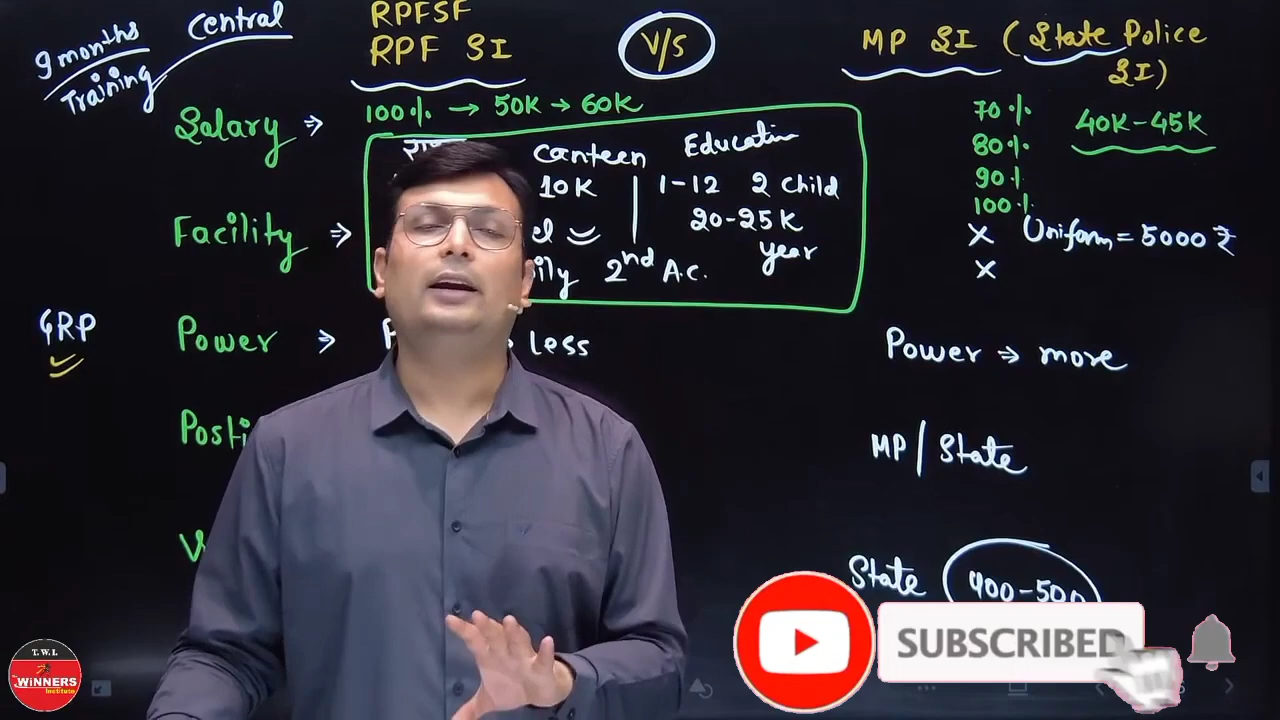 9 months Training
Central
RPFSF
RPF SI
V/S
MP SI (State Police SI)
Salary ⇒ 100% → 50K → 60K
70%
80%
90%
100%
40K-45K
Canteen
Education
10K
1-12 2 Child
20-25K year
2nd A.C.
Facility ⇒
X Uniform = 5000 ₹
X
GRP
Power ⇒
less
Power → more
MP/State
State 400-500
T.W.I.
WiNNERS
Institute
SUBSCRIBED